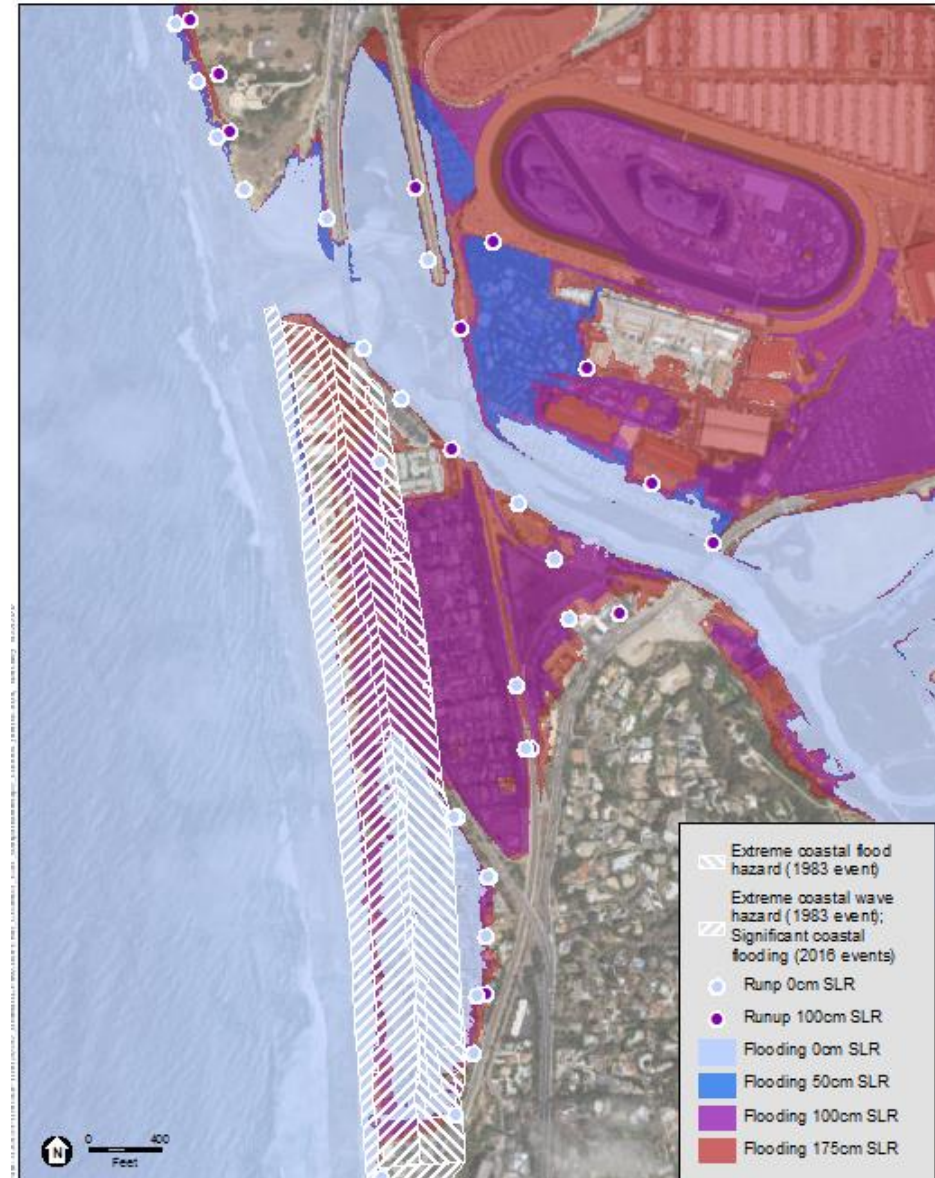 Extreme coastal flood
hazard (1983 event)
Extreme coastal wave
hazard (1983 event);
Significant coastal
flooding (2016 events)
Runp 0cm SLR
Runup 100cm SLR
Flooding 0cm SLR
Flooding 50cm SLR
Flooding 100cm SLR
Flooding 175cm SLR
N
0 400
Feet